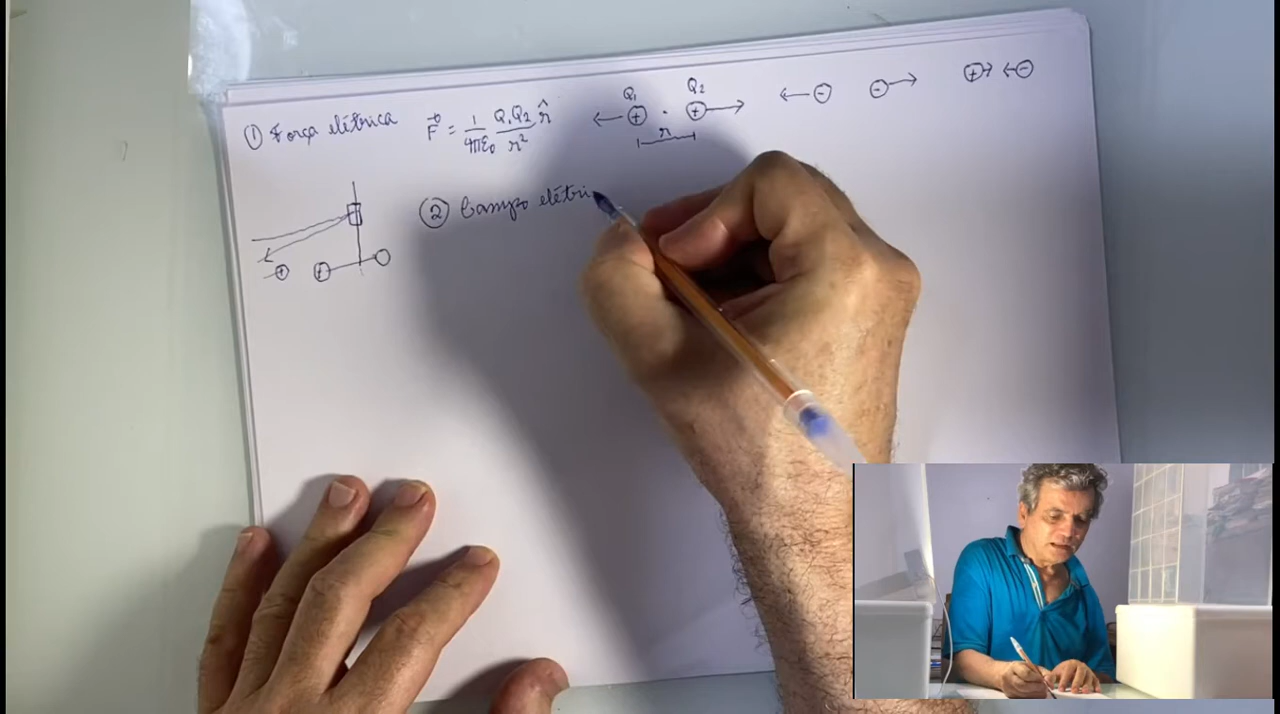 ① Força elétrica F⃗ = 1/4πε₀ Q₁Q₂/r² r̂ Q₁ Q₂ r
② Campo elétri